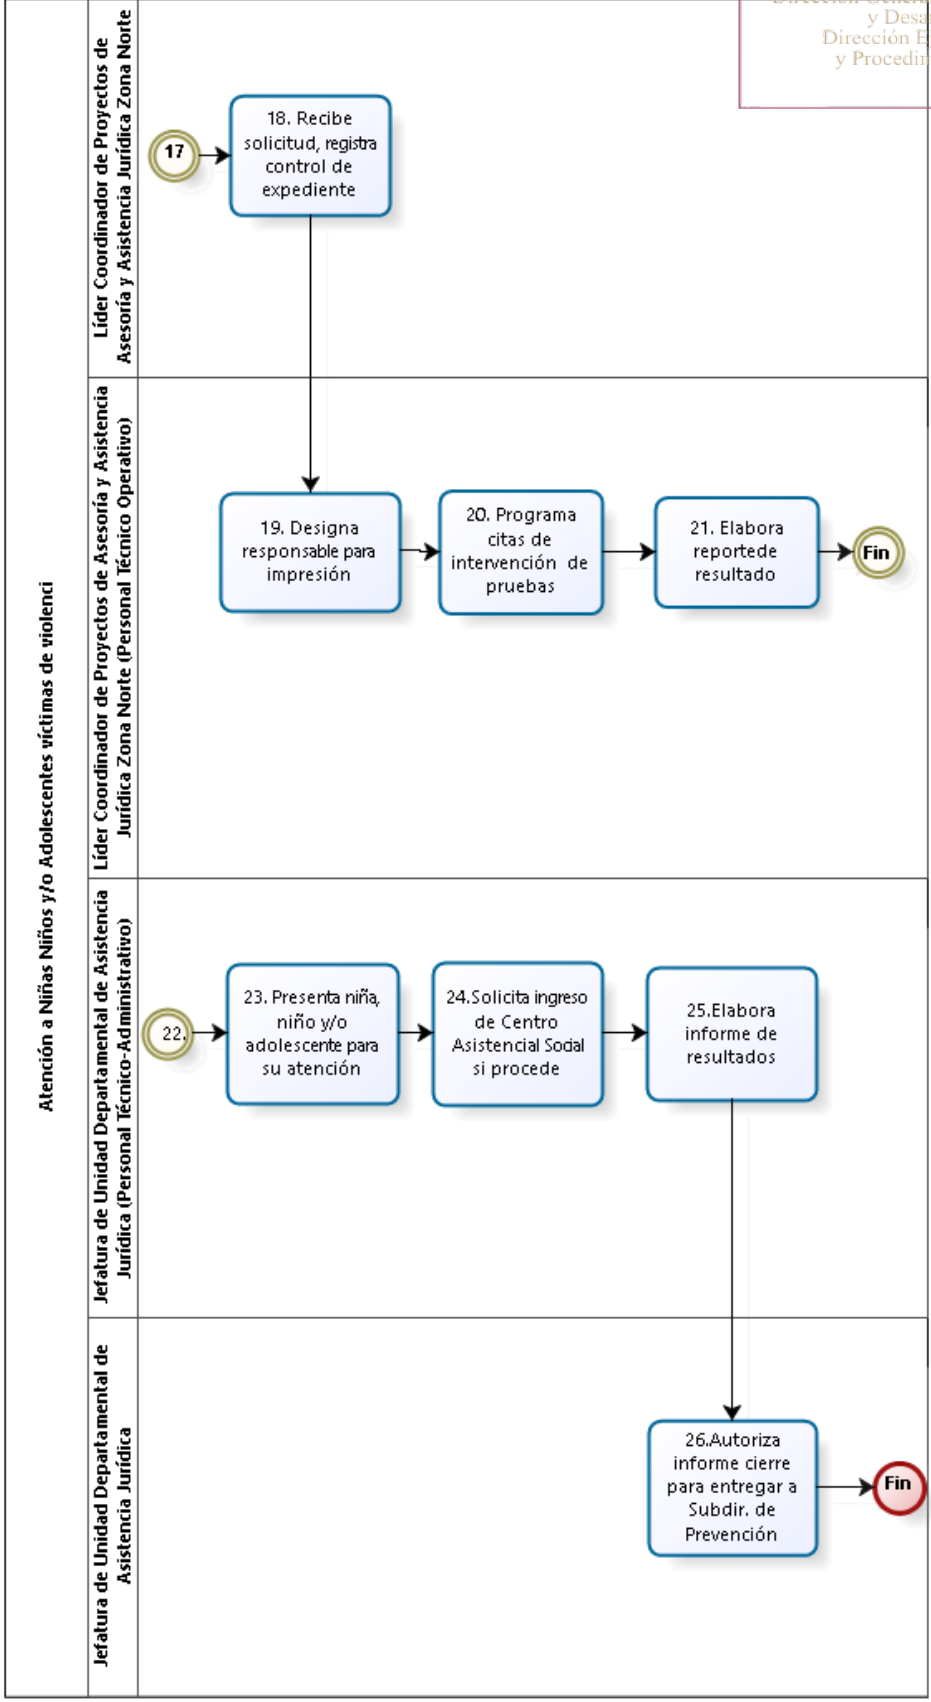 y Desa
Dirección E
y Procedin
Atención a Niñas Niños y/o Adolescentes víctimas de violenci
Líder Coordinador de Proyectos de
Asesoría y Asistencia Jurídica Zona Norte
17
18. Recibe
solicitud, registra
control de
expediente
Líder Coordinador de Proyectos de Asesoría y Asistencia
Jurídica Zona Norte (Personal Técnico Operativo)
19. Designa
responsable para
impresión
20. Programa
citas de
intervención de
pruebas
21. Elabora
reportede
resultado
Fin
Jefatura de Unidad Departamental de Asistencia
Jurídica (Personal Técnico-Administrativo)
22.
23. Presenta niña,
niño y/o
adolescente para
su atención
24.Solicita ingreso
de Centro
Asistencial Social
si procede
25.Elabora
informe de
resultados
Jefatura de Unidad Departamental de
Asistencia Jurídica
26.Autoriza
informe cierre
para entregar a
Subdir. de
Prevención
Fin